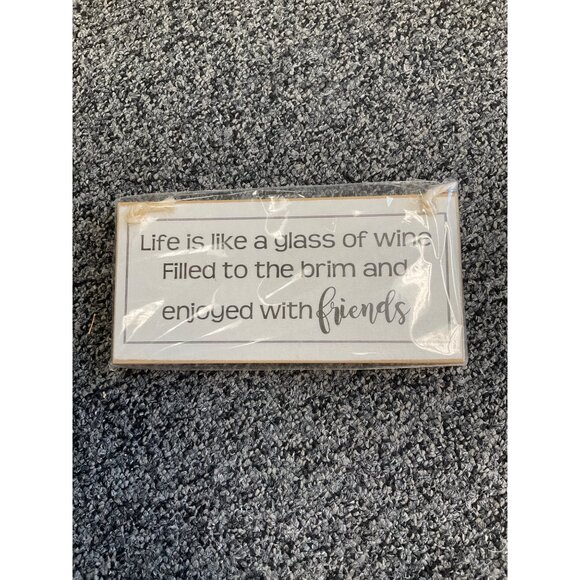 Life is like a glass of wine
Filled to the brim and
enjoyed with friends